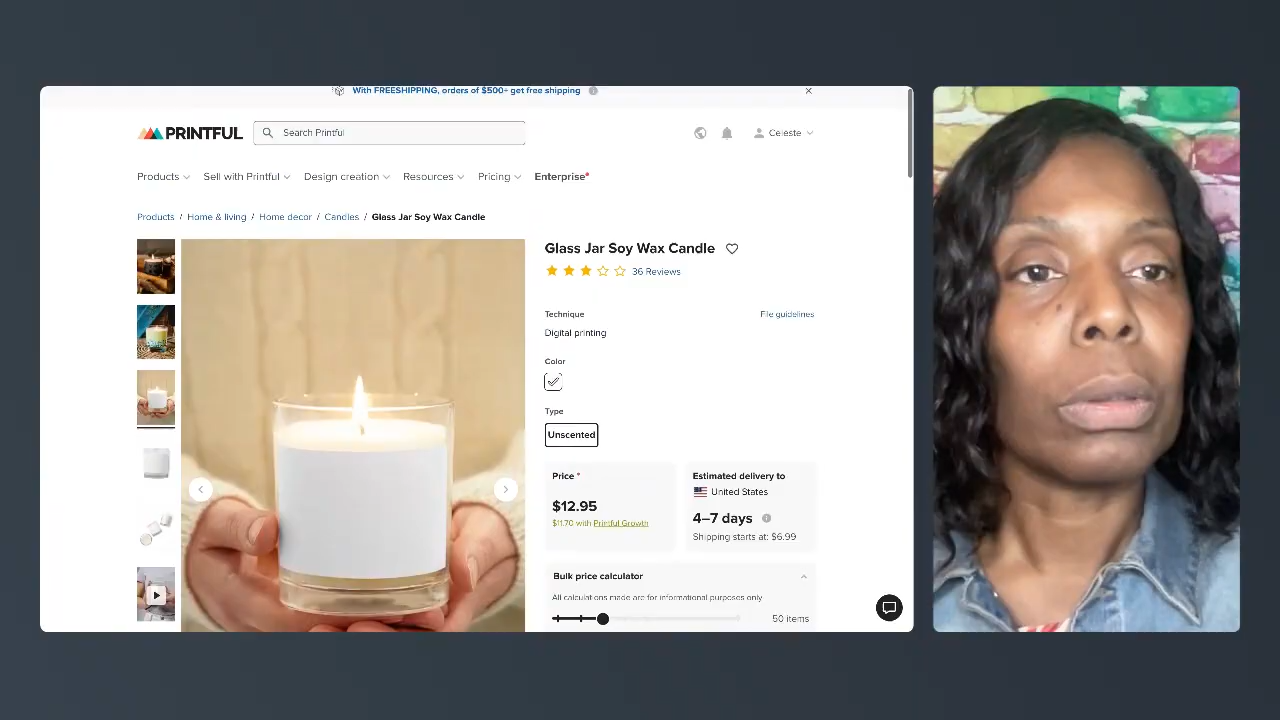 With FREESHIPPING, orders of $500+ get free shipping
PRINTFUL
Search Printful
Celeste
Products
Sell with Printful
Design creation
Resources
Pricing
Enterprise
Products / Home & living / Home decor / Candles / Glass Jar Soy Wax Candle
Glass Jar Soy Wax Candle
36 Reviews
Technique
File guidelines
Digital printing
Color
Type
Unscented
Price *
$12.95
$11.70 with Printful Growth
Estimated delivery to
United States
4–7 days
Shipping starts at: $6.99
Bulk price calculator
All calculations made are for informational purposes only
50 items